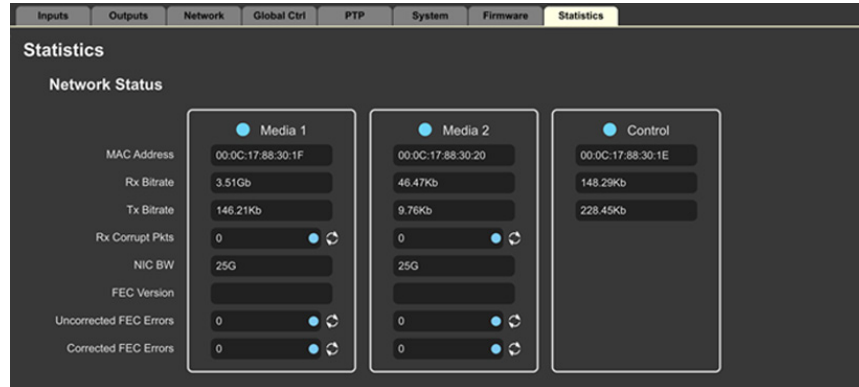 Inputs Outputs Network Global Ctrl PTP System Firmware Statistics
Statistics
Network Status
Media 1 Media 2 Control
MAC Address 00:0C:17:88:30:1F 00:0C:17:88:30:20 00:0C:17:88:30:1E
Rx Bitrate 3.51Gb 46.47Kb 148.29Kb
Tx Bitrate 146.21Kb 9.76Kb 228.45Kb
Rx Corrupt Pkts 0 0
NIC BW 25G 25G
FEC Version
Uncorrected FEC Errors 0 0
Corrected FEC Errors 0 0